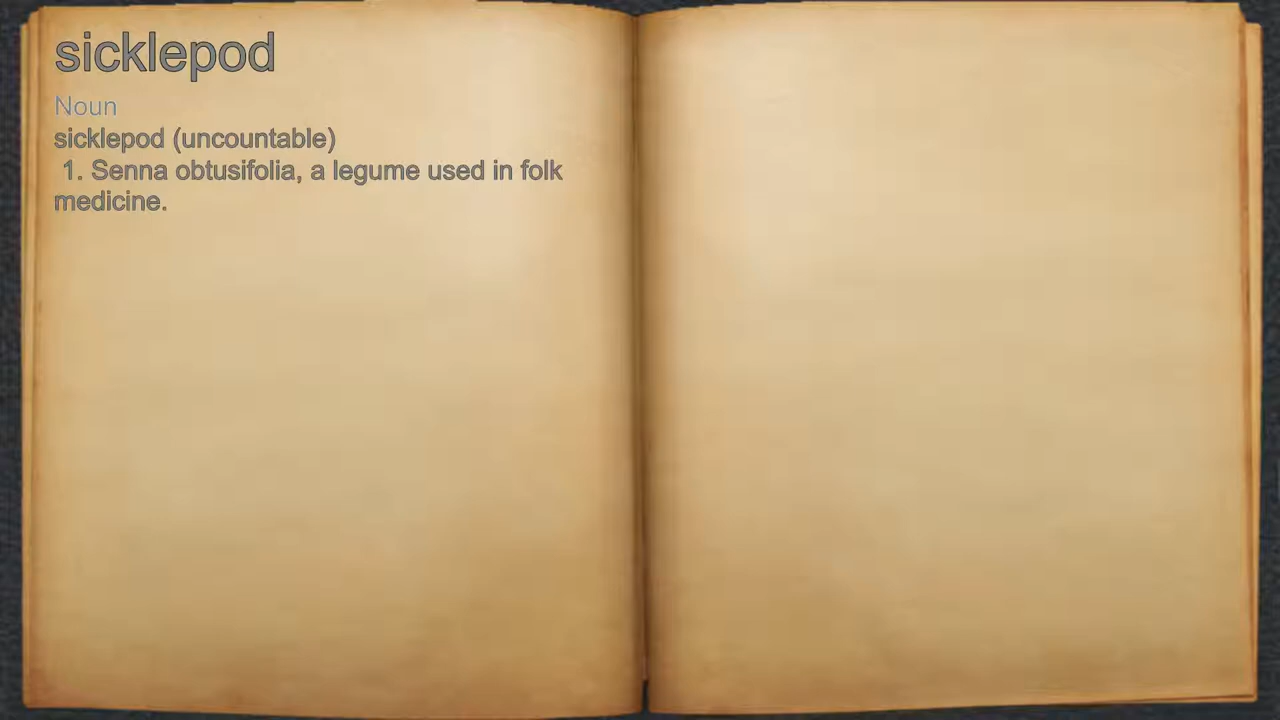 sicklepod
Noun
sicklepod (uncountable)
1. Senna obtusifolia, a legume used in folk
medicine.